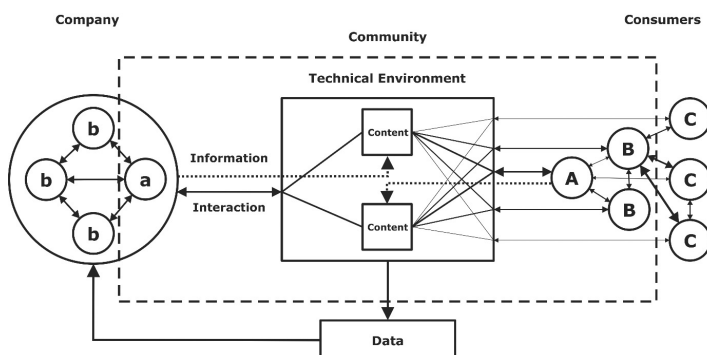 Company
Consumers
Community
Technical Environment
b
b
a
b
Information
Interaction
Content
Content
A
B
B
C
C
C
Data